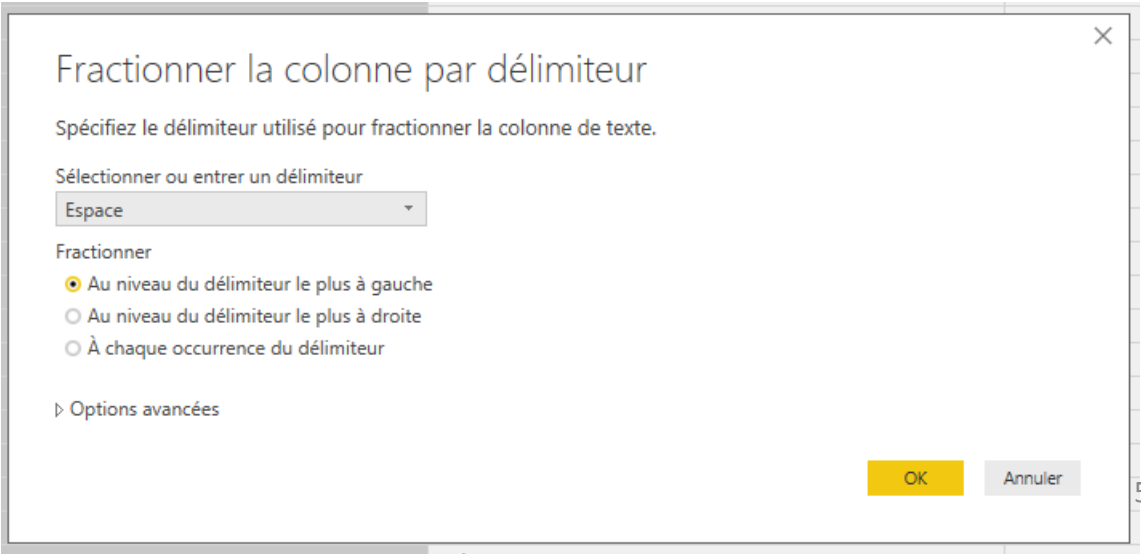 Fractionner la colonne par délimiteur
Spécifiez le délimiteur utilisé pour fractionner la colonne de texte.
Sélectionner ou entrer un délimiteur
Espace
Fractionner
Au niveau du délimiteur le plus à gauche
Au niveau du délimiteur le plus à droite
À chaque occurrence du délimiteur
Options avancées
OK Annuler